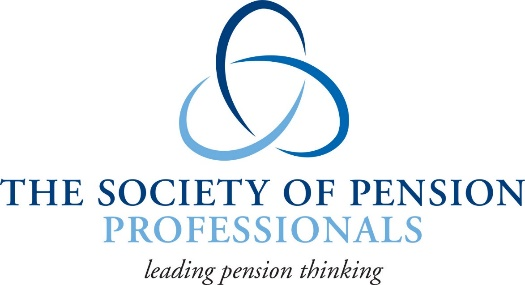 THE SOCIETY OF PENSION
PROFESSIONALS
leading pension thinking